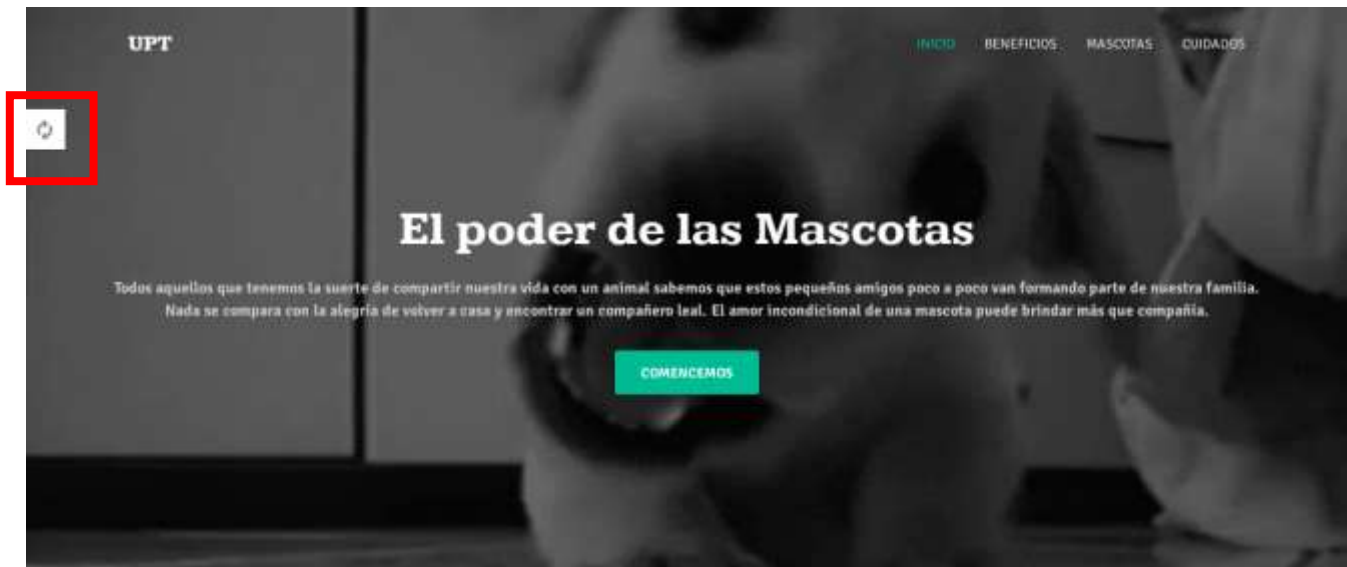 UPT
INICIO BENEFICIOS MASCOTAS CUIDADOS
El poder de las Mascotas
Todos aquellos que tenemos la suerte de compartir nuestra vida con un animal sabemos que estos pequeños amigos poco a poco van formando parte de nuestra familia.
Nada se compara con la alegría de volver a casa y encontrar un compañero leal. El amor incondicional de una mascota puede brindar más que compañía.
COMENCEMOS